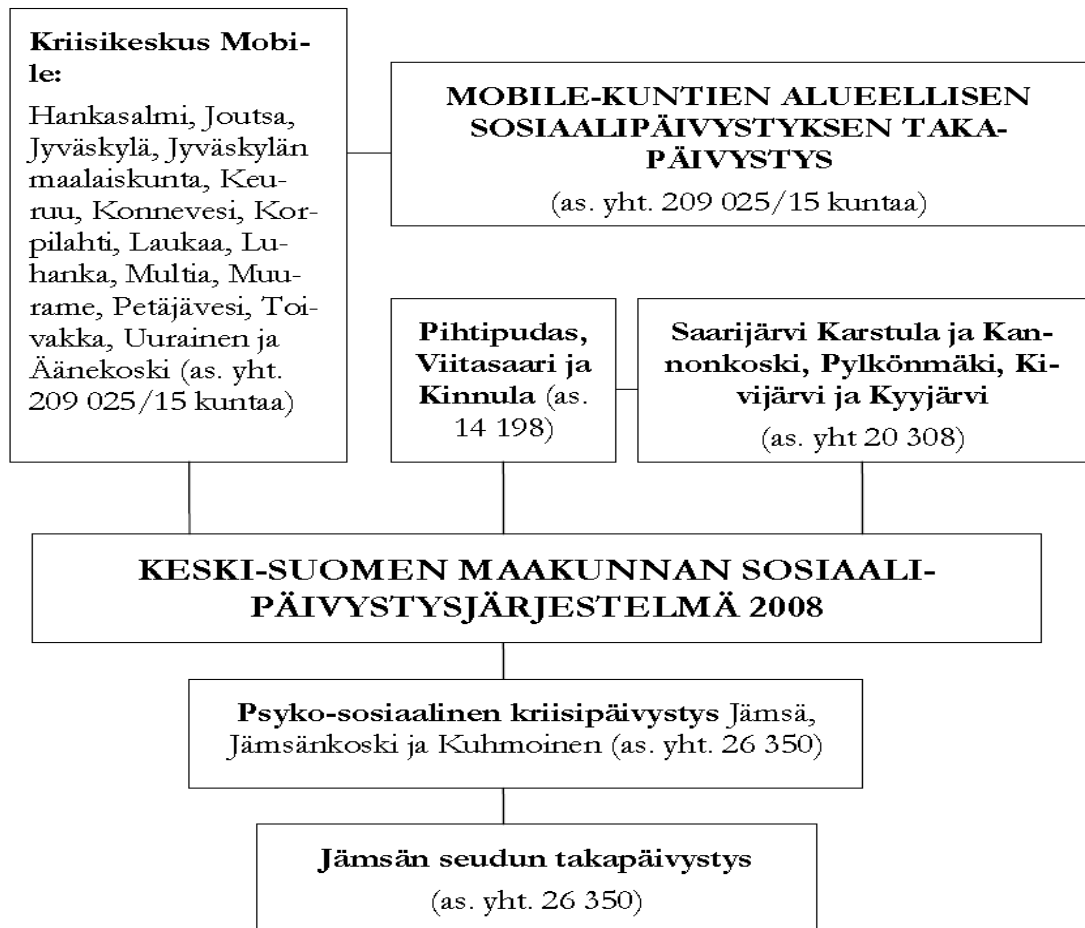 Kriisikeskus Mobi-
le:
Hankasalmi, Joutsa,
Jyväskylä, Jyväskylän
maalaiskunta, Keu-
ruu, Konnevesi, Kor-
pilahti, Laukaa, Lu-
hanka, Multia, Muu-
rame, Petäjävesi, Toi-
vakka, Uurainen ja
Äänekoski (as. yht.
209 025/15 kuntaa)
MOBILE-KUNTIEN ALUEELLISEN
SOSIAALIPÄIVYSTYKSEN TAKA-
PÄIVYSTYS
(as. yht. 209 025/15 kuntaa)
Pihtipudas,
Viitasaari ja
Kinnula (as.
14 198)
Saarijärvi Karstula ja Kan-
nonkoski, Pylkönmäki, Ki-
vijärvi ja Kyyjärvi
(as. yht 20 308)
KESKI-SUOMEN MAAKUNNAN SOSIAALI-
PÄIVYSTYSJÄRJESTELMÄ 2008
Psyko-sosiaalinen kriisipäivystys Jämsä,
Jämsänkoski ja Kuhmoinen (as. yht. 26 350)
Jämsän seudun takapäivystys
(as. yht. 26 350)